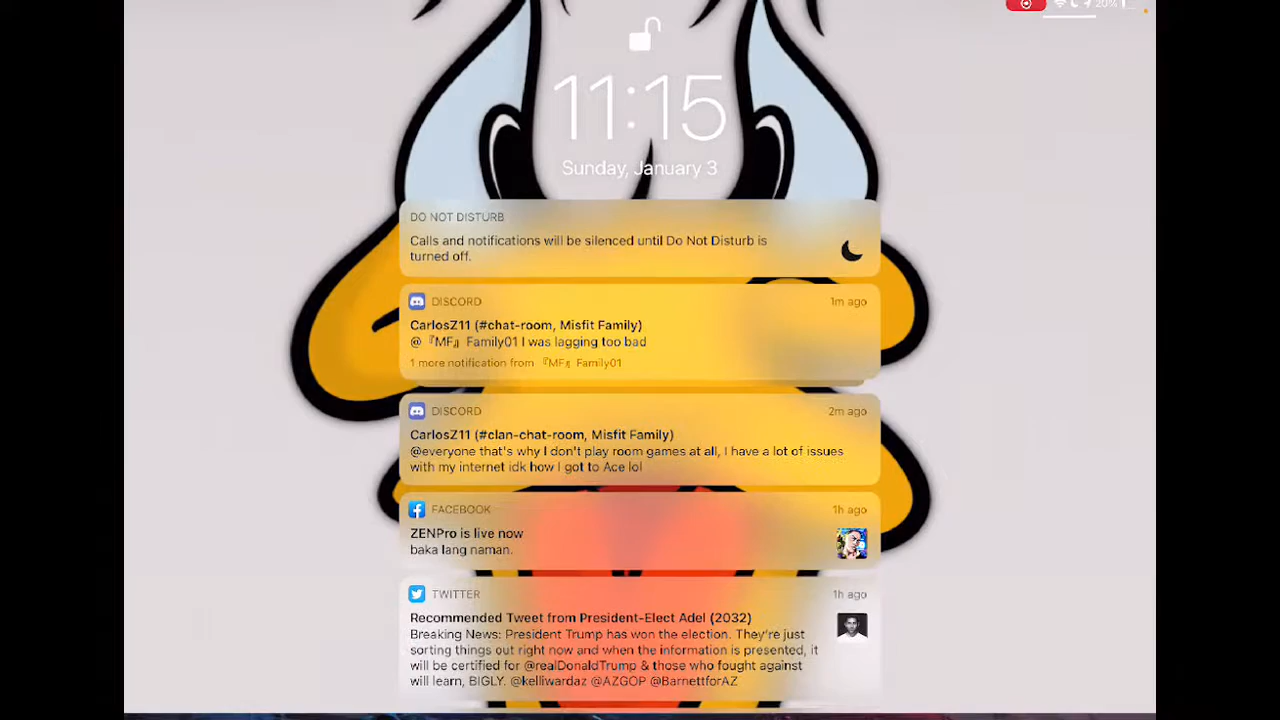 20%
11:15
Sunday, January 3
DO NOT DISTURB
Calls and notifications will be silenced until Do Not Disturb is
turned off.
DISCORD 1m ago
CarlosZ11 (#chat-room, Misfit Family)
@『MF』Family01 I was lagging too bad
1 more notification from 『MF』Family01
DISCORD 2m ago
CarlosZ11 (#clan-chat-room, Misfit Family)
@everyone that's why I don't play room games at all, I have a lot of issues
with my internet idk how I got to Ace lol
FACEBOOK 1h ago
ZENPro is live now
baka lang naman.
TWITTER 1h ago
Recommended Tweet from President-Elect Adel (2032)
Breaking News: President Trump has won the election. They're just
sorting things out right now and when the information is presented, it
will be certified for @realDonaldTrump & those who fought against
will learn, BIGLY. @kelliwardaz @AZGOP @BarnettforAZ